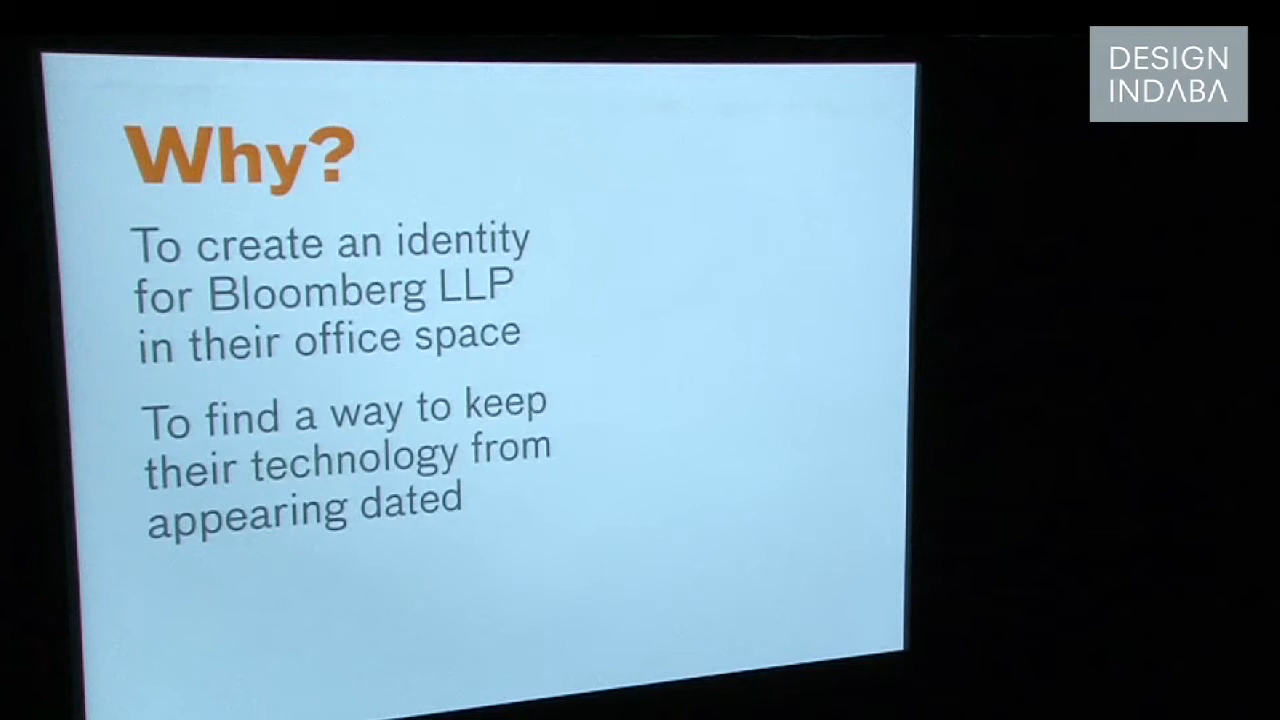 DESIGN
INDABA
Why?
To create an identity
for Bloomberg LLP
in their office space
To find a way to keep
their technology from
appearing dated